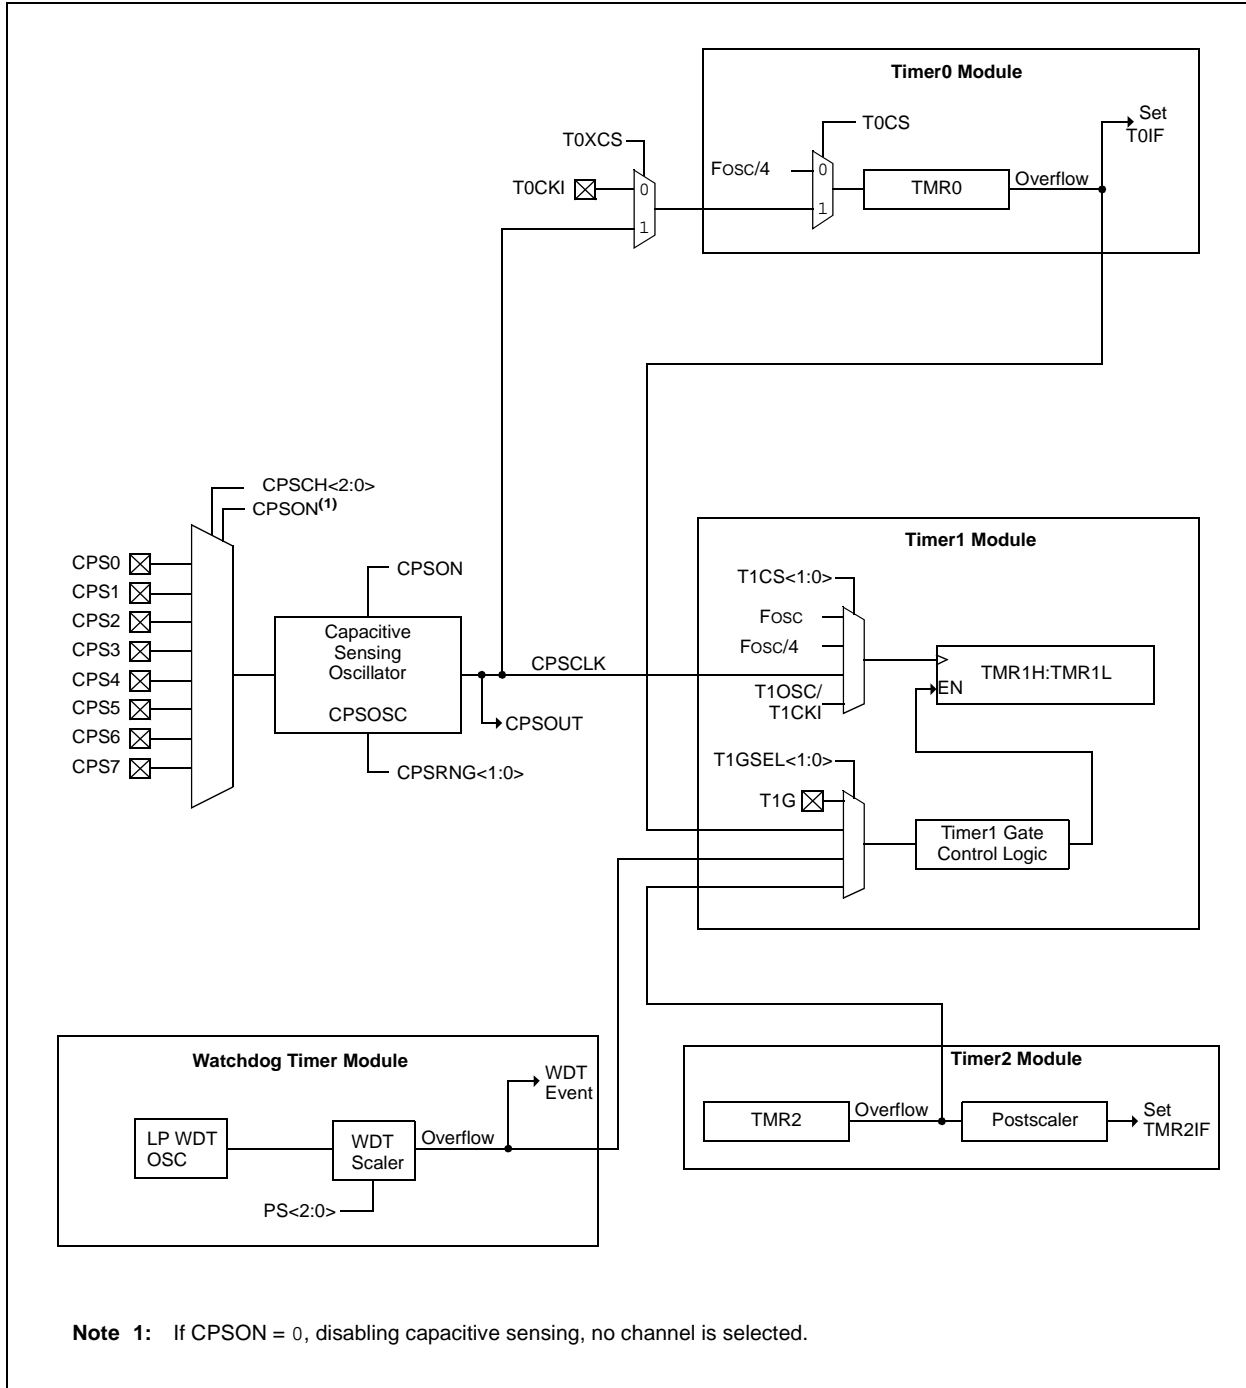 Timer0 Module
T0CS
Set
T0IF
T0XCS
FOSC/4
0
TMR0
Overflow
T0CKI
0
1
1
CPSCH<2:0>
CPSON(1)
CPS0
CPS1
CPS2
CPS3
CPS4
CPS5
CPS6
CPS7
CPSON
Capacitive
Sensing
Oscillator
CPSOSC
CPSCLK
CPSOUT
CPSRNG<1:0>
Timer1 Module
T1CS<1:0>
FOSC
FOSC/4
T1OSC/
T1CKI
TMR1H:TMR1L
EN
T1GSEL<1:0>
T1G
Timer1 Gate
Control Logic
Watchdog Timer Module
WDT
Event
LP WDT
OSC
WDT
Scaler
Overflow
PS<2:0>
Timer2 Module
TMR2
Overflow
Postscaler
Set
TMR2IF
Note 1: If CPSON = 0, disabling capacitive sensing, no channel is selected.